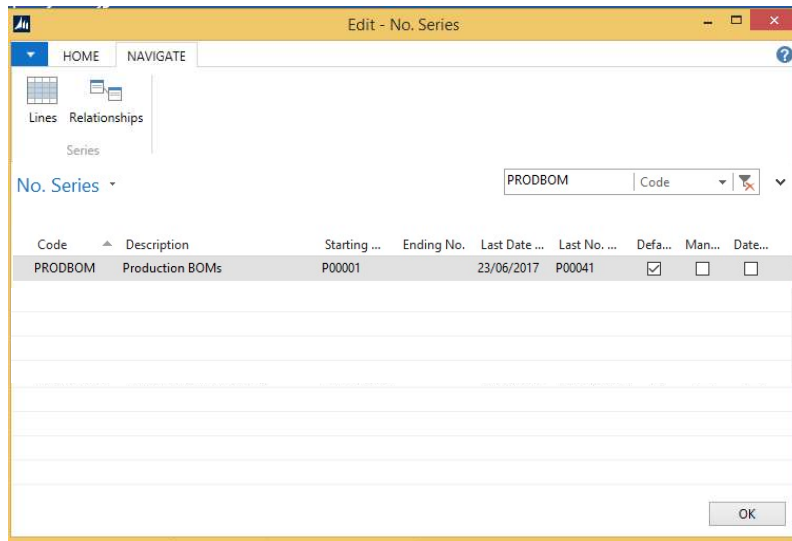 Edit - No. Series
HOME NAVIGATE
Lines Relationships
Series
No. Series
PRODBOM Code
Code Description Starting ... Ending No. Last Date ... Last No. ... Defa... Man... Date...
PRODBOM Production BOMs P00001 23/06/2017 P00041
OK